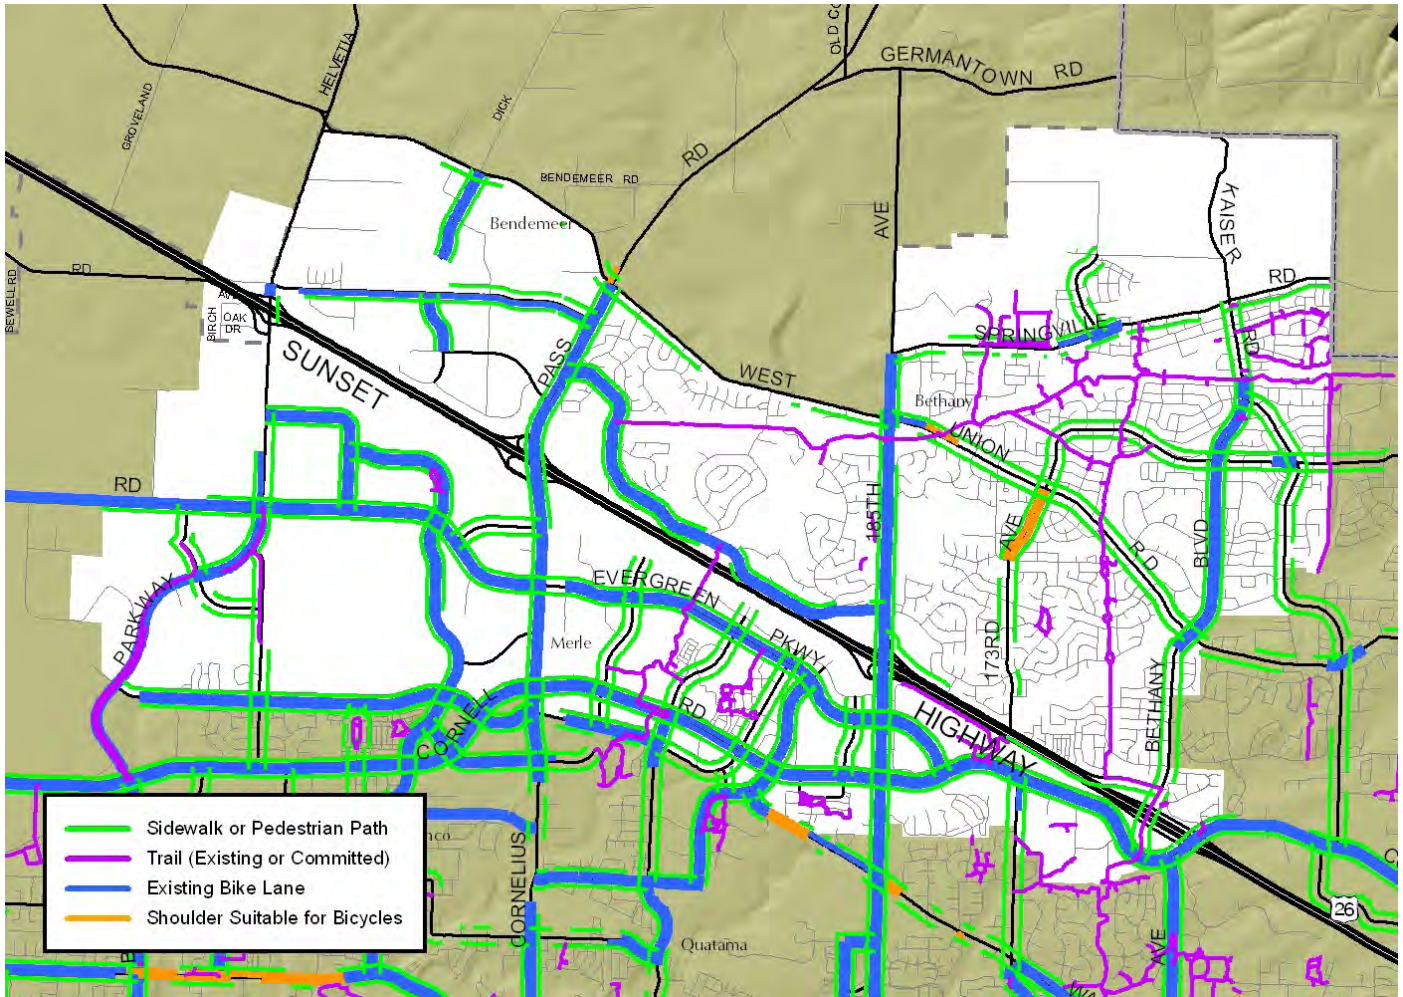 GERMANTOWN RD
OLD CO
HELVETIA
GROVELAND
DICK
RD
BENDEMEER RD
KAISER
AVE
Bendemeer
RD
RD
SEWELL RD
AV
OAK
DR
BIRCH
SPRINGVILLE
RD
SUNSET
PASS
WEST
Bethany
UNION
RD
185TH
AVE
RD
BLVD
EVERGREEN
PKWY
PARKWAY
Merle
173RD
BETHANY
CORNELL
RD
HIGHWAY
Sidewalk or Pedestrian Path
Trail (Existing or Committed)
Existing Bike Lane
Shoulder Suitable for Bicycles
nco
CORNELIUS
26
Quatama
AVE
WA
B
C